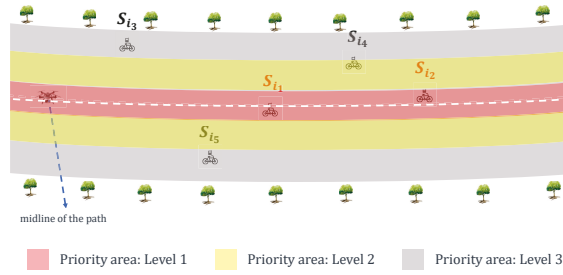 S_{i_3}
S_{i_4}
S_{i_1}
S_{i_2}
S_{i_5}
midline of the path
Priority area: Level 1
Priority area: Level 2
Priority area: Level 3